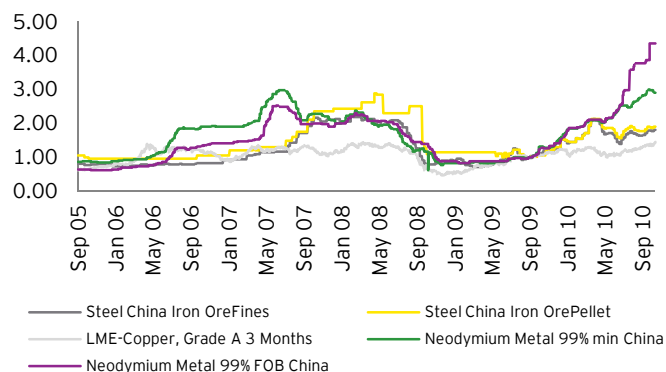 5.00
4.00
3.00
2.00
1.00
0.00
Sep 05
Jan 06
May 06
Sep 06
Jan 07
May 07
Sep 07
Jan 08
May 08
Sep 08
Jan 09
May 09
Sep 09
Jan 10
May 10
Sep 10
Steel China Iron OreFines
Steel China Iron OrePellet
LME-Copper, Grade A 3 Months
Neodymium Metal 99% min China
Neodymium Metal 99% FOB China